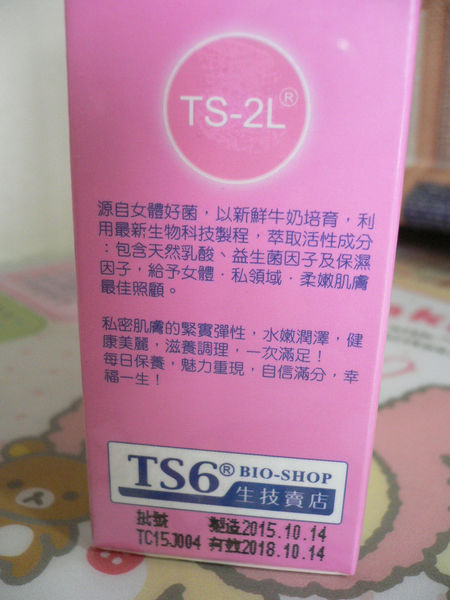 TS-2L®
源自女體好菌，以新鮮牛奶培育，利
用最新生物科技製程，萃取活性成分
：包含天然乳酸、益生菌因子及保濕
因子，給予女體·私領域·柔嫩肌膚
最佳照顧。
私密肌膚的緊實彈性，水嫩潤澤，健
康美麗，滋養調理，一次滿足！
每日保養，魅力重現，自信滿分，幸
福一生！
TS6® BIO-SHOP
生技賣店
批號 製造2015.10.14
TC15J004 有效2018.10.14